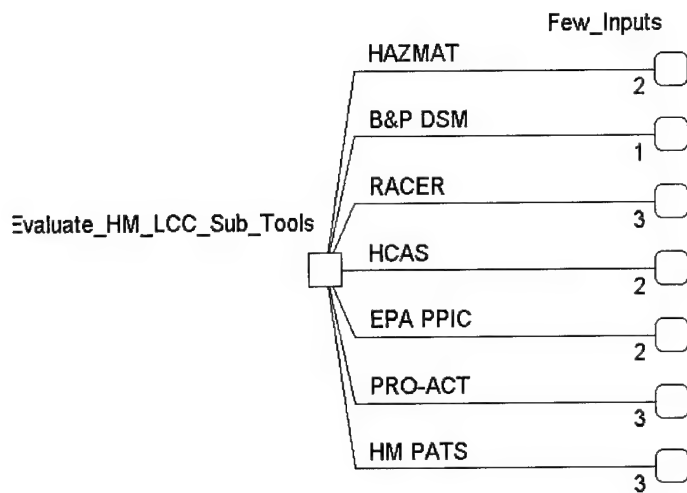 Few_Inputs
HAZMAT
2
B&P DSM
1
RACER
3
Evaluate_HM_LCC_Sub_Tools
HCAS
2
EPA PPIC
2
PRO-ACT
3
HM PATS
3